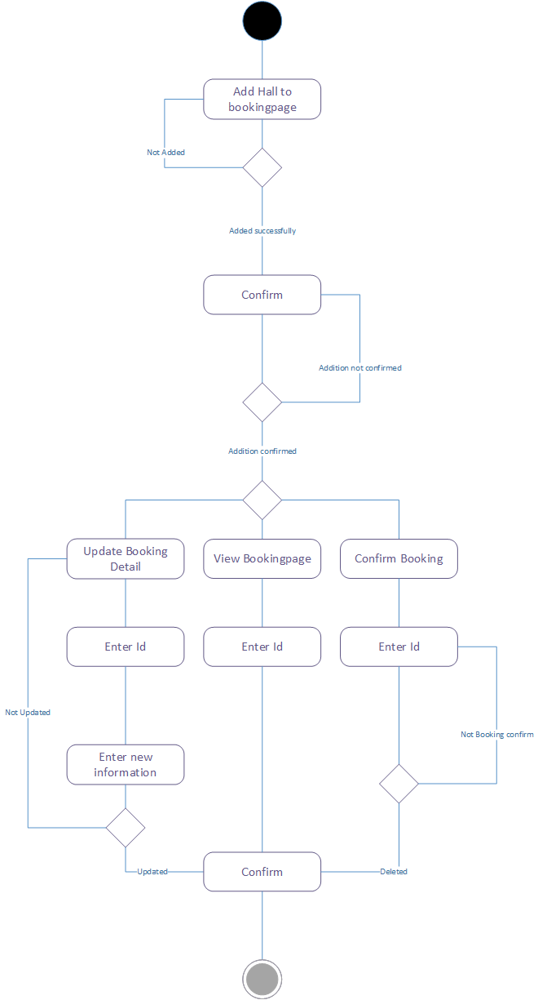 Add Hall to
bookingpage
Not Added
Added successfully
Confirm
Addition not confirmed
Addition confirmed
Update Booking
Detail
View Bookingpage
Confirm Booking
Enter Id
Enter Id
Enter Id
Not Updated
Not Booking confirm
Enter new
information
Updated
Confirm
Deleted